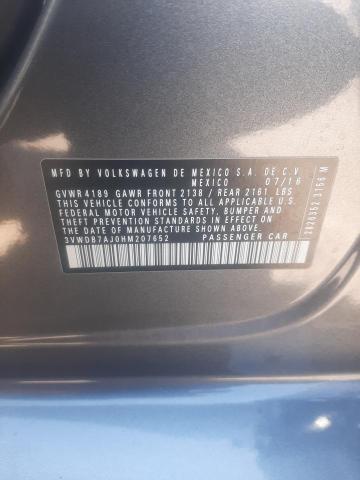 MFD BY VOLKSWAGEN DE MEXICO S.A. DE C.V.
MEXICO 07/16
GVWR 4189 GAWR FRONT 2138 / REAR 2161 LBS
THIS VEHICLE CONFORMS TO ALL APPLICABLE U.S.
FEDERAL MOTOR VEHICLE SAFETY, BUMPER, AND
THEFT PREVENTION STANDARDS IN EFFECT ON THE
DATE OF MANUFACTURE SHOWN ABOVE.
3VWDB7AJ0HM207652 PASSENGER CAR